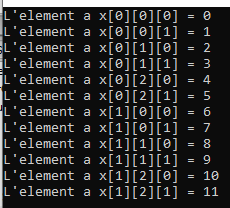 L'element a x[0][0][0] = 0
L'element a x[0][0][1] = 1
L'element a x[0][1][0] = 2
L'element a x[0][1][1] = 3
L'element a x[0][2][0] = 4
L'element a x[0][2][1] = 5
L'element a x[1][0][0] = 6
L'element a x[1][0][1] = 7
L'element a x[1][1][0] = 8
L'element a x[1][1][1] = 9
L'element a x[1][2][0] = 10
L'element a x[1][2][1] = 11